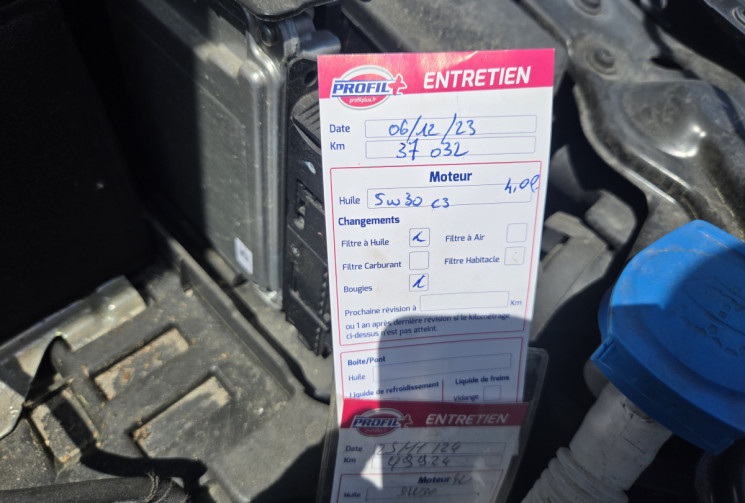 PROFIL+ ENTRETIEN
profilplus.fr
Date 06/12/23
Km 37 032
Moteur
Huile 5w30 c3 4,0l
Changements
Filtre à Huile Filtre à Air
Filtre Carburant Filtre Habitacle
Bougies
Prochaine révision à Km
ou 1 an après dernière révision si le kilométrage
ci-dessus n'est pas atteint.
Boite/Pont
Huile
Liquide de refroidissement Liquide de freins
Vidange
PROFIL+ ENTRETIEN
Date
Km
Moteur
Huile